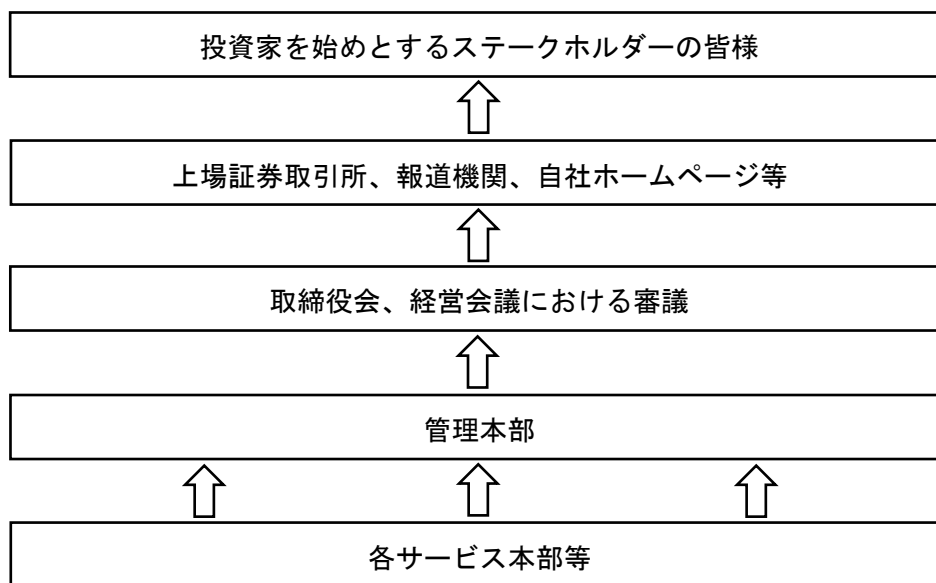 投資家を始めとするステークホルダーの皆様
上場証券取引所、報道機関、自社ホームページ等
取締役会、経営会議における審議
管理本部
各サービス本部等